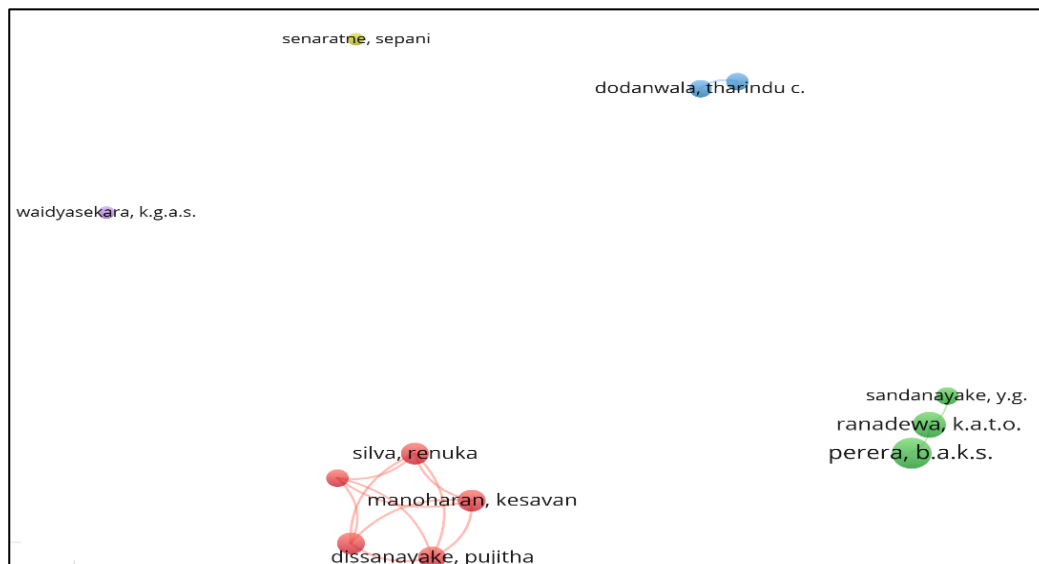 senaratne, sepani
dodanwala, tharindu c.
waidyasekara, k.g.a.s.
sandanayake, y.g.
ranadewa, k.a.t.o.
perera, b.a.k.s.
silva, renuka
manoharan, kesavan
dissanayake, pujitha